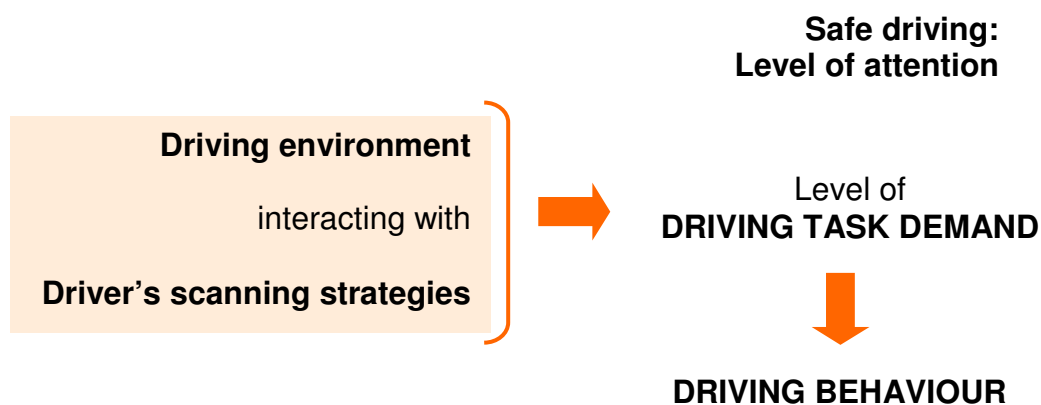 Safe driving:
Level of attention
Driving environment
interacting with
Driver’s scanning strategies
Level of
DRIVING TASK DEMAND
DRIVING BEHAVIOUR